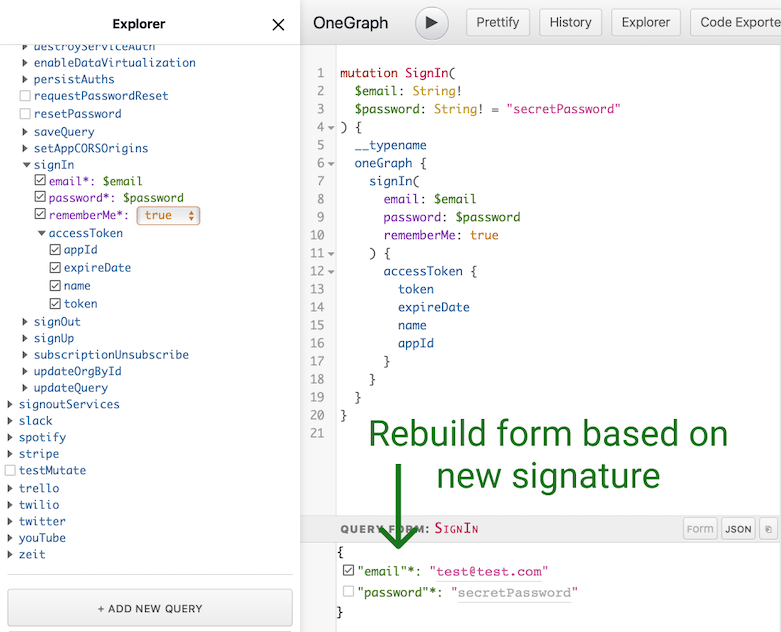 Explorer
destroyServiceAuth
enableDataVirtualization
persistAuths
requestPasswordReset
resetPassword
saveQuery
setAppCORSOrigins
signIn
email*: $email
password*: $password
rememberMe*: true
accessToken
appId
expireDate
name
token
signOut
signUp
subscriptionUnsubscribe
updateOrgById
updateQuery
signoutServices
slack
spotify
stripe
testMutate
trello
twilio
twitter
youTube
zeit
+ ADD NEW QUERY
OneGraph Prettify History Explorer Code Exporte
1 mutation SignIn(
2 $email: String!
3 $password: String! = "secretPassword"
4 ) {
5 __typename
6 oneGraph {
7 signIn(
8 email: $email
9 password: $password
10 rememberMe: true
11 ) {
12 accessToken {
13 token
14 expireDate
15 name
16 appId
17 }
18 }
19 }
20 }
21
Rebuild form based on
new signature
QUERY FORM: SignIn Form JSON
{
"email"*: "test@test.com"
"password"*: "secretPassword"
}